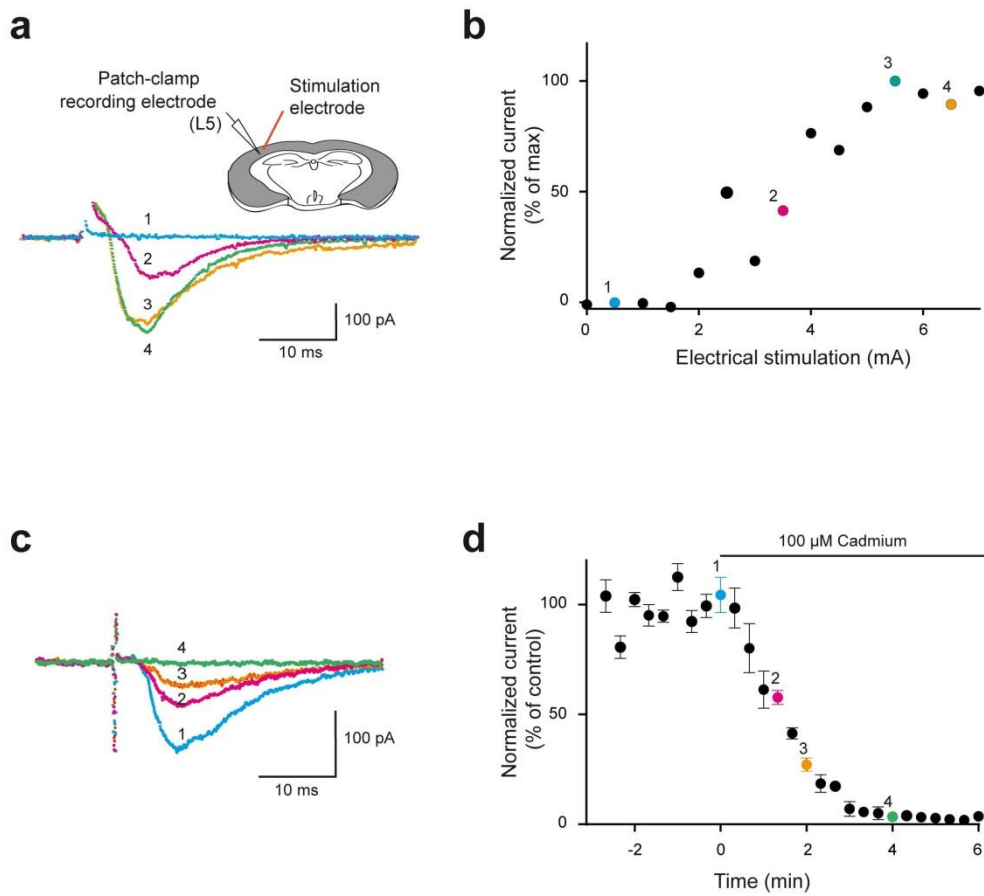 a
Patch-clamp
recording electrode
(L5)
Stimulation
electrode
1
2
3
4
100 pA
10 ms
b
Normalized current
(% of max)
100
50
0
1
2
3
4
0
2
4
6
Electrical stimulation (mA)
c
4
3
2
1
100 pA
10 ms
d
100 µM Cadmium
Normalized current
(% of control)
100
50
0
1
2
3
4
-2
0
2
4
6
Time (min)